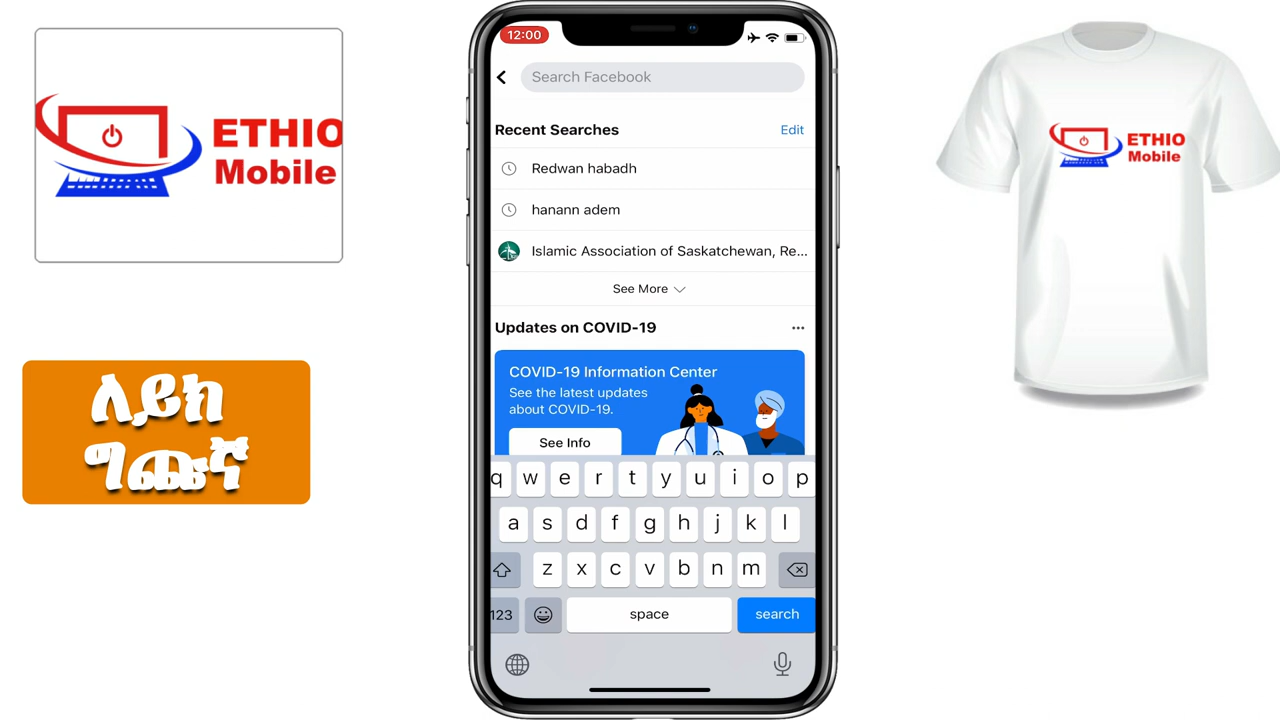 ETHIO
Mobile
ለይክ
ግጩኛ
12:00
Search Facebook
Recent Searches
Edit
Redwan habadh
hanann adem
Islamic Association of Saskatchewan, Re...
See More
Updates on COVID-19
COVID-19 Information Center
See the latest updates
about COVID-19.
See Info
q w e r t y u i o p
a s d f g h j k l
z x c v b n m
123
space
search
ETHIO
Mobile